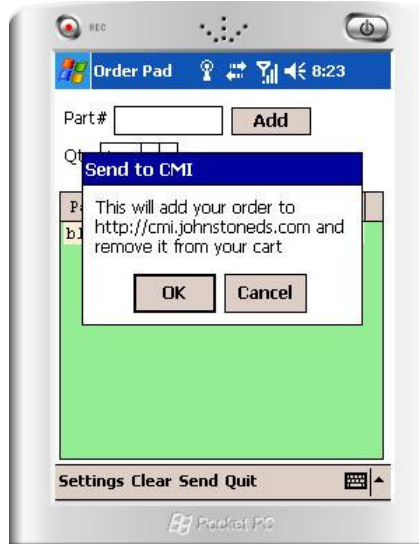 REC
Order Pad 8:23
Part# Add
Qt
Send to CMI
This will add your order to
http://cmi.johnstoneds.com and
remove it from your cart
OK Cancel
Settings Clear Send Quit
Pocket PC